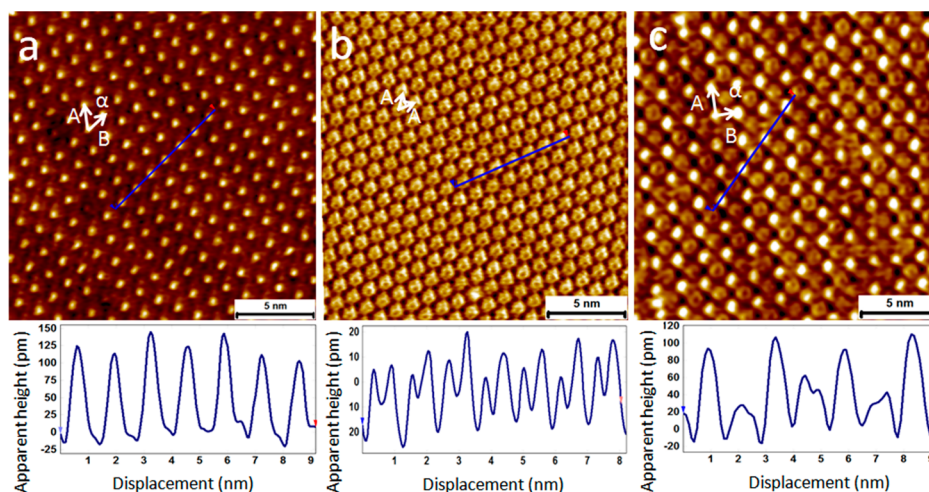 a
A α
B
5 nm
b
A
A
5 nm
c
A α
B
5 nm
Apparent height (pm)
150
125
100
75
50
25
0
-25
1 2 3 4 5 6 7 8 9
Displacement (nm)
Apparent height (pm)
20
10
0
10
20
1 2 3 4 5 6 7 8
Displacement (nm)
Apparent height (pm)
120
100
80
60
40
20
0
-20
1 2 3 4 5 6 7 8 9
Displacement (nm)